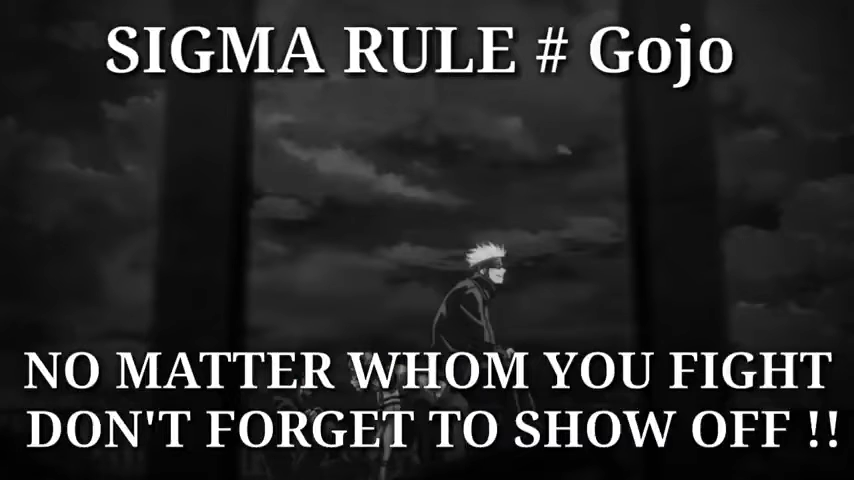 SIGMA RULE # Gojo
NO MATTER WHOM YOU FIGHT
DON'T FORGET TO SHOW OFF !!